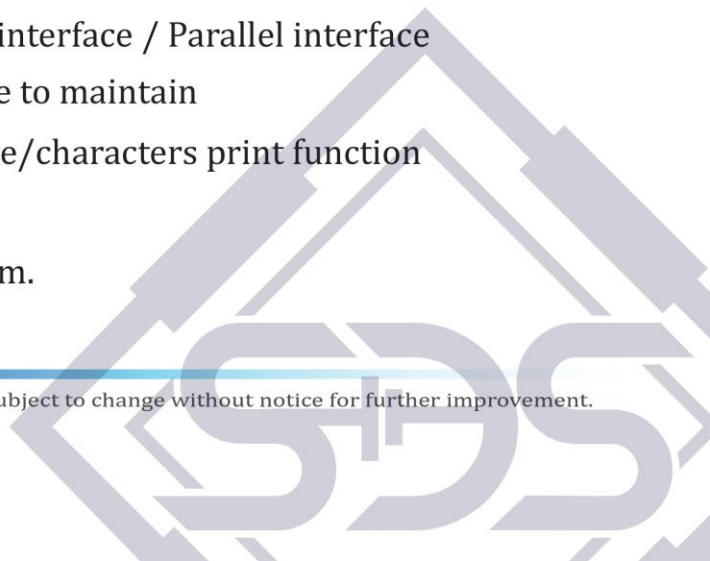 interface / Parallel interface
e to maintain
e/characters print function
m.
ubject to change without notice for further improvement.
SDS